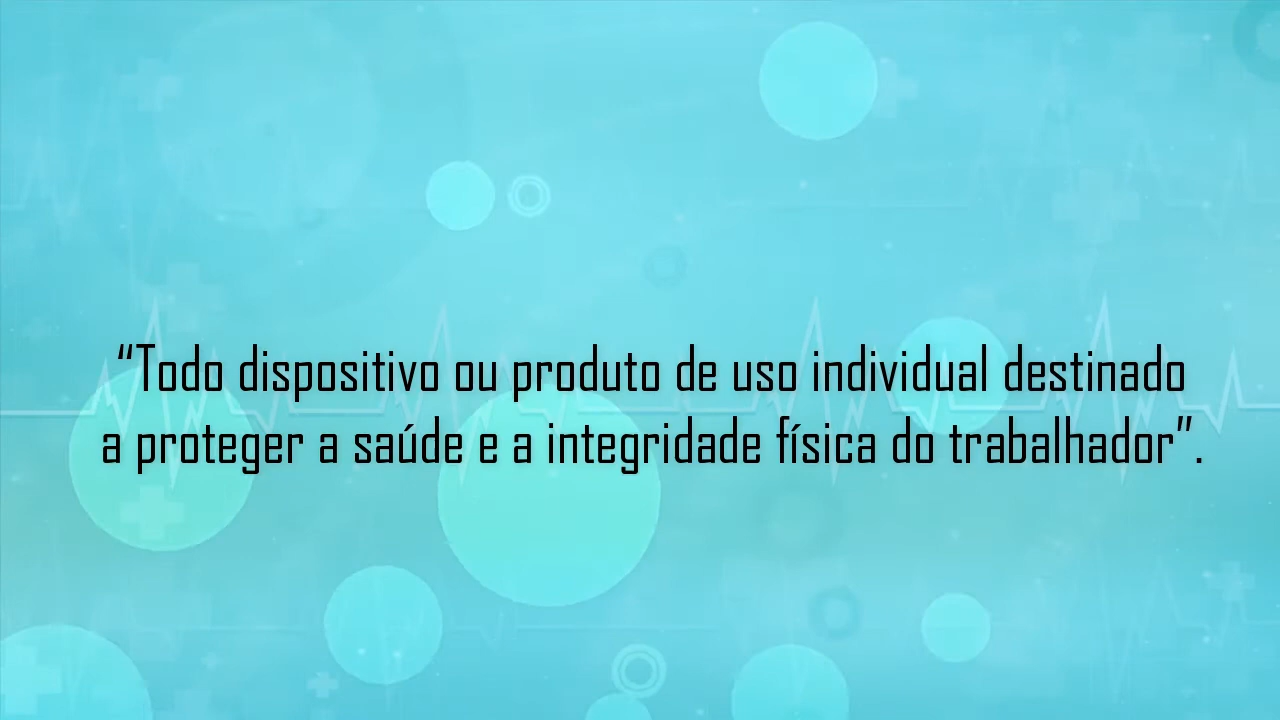 “Todo dispositivo ou produto de uso individual destinado
a proteger a saúde e a integridade física do trabalhador”.